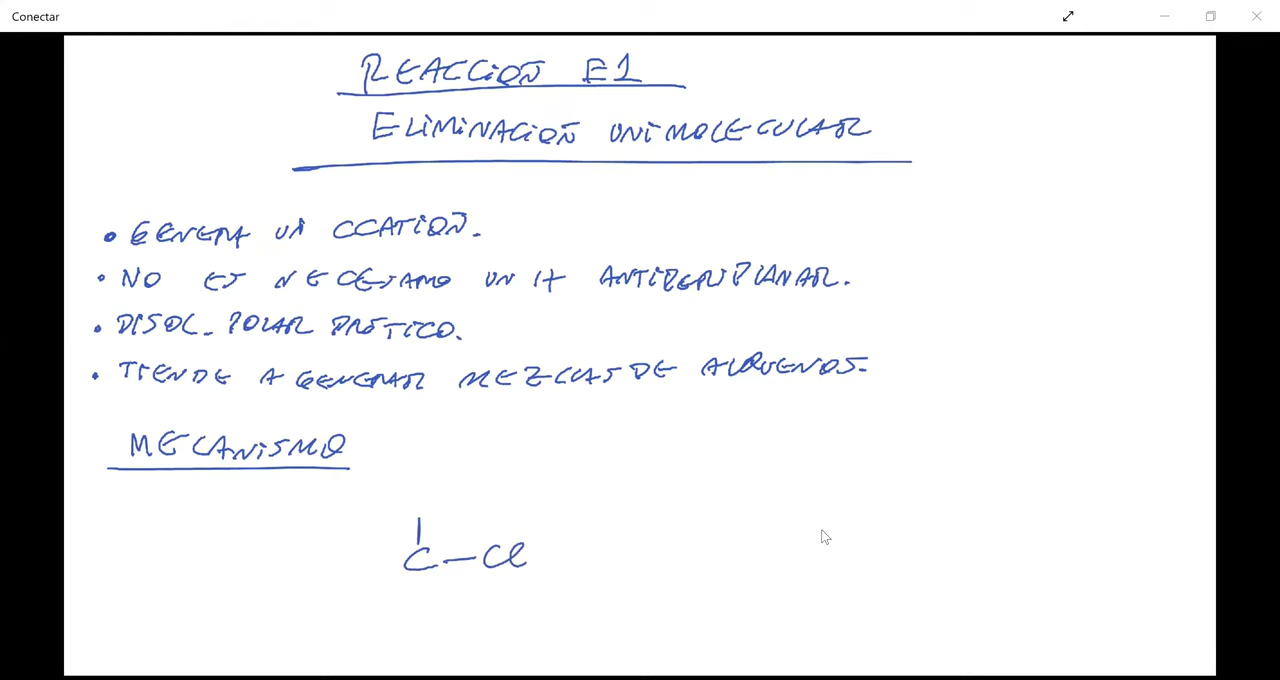 Conectar
REACCIÓN E1
ELIMINACIÓN UNIMOLECULAR
• GENERA UN CCATIÓN.
• NO ES NECESARIO UN H ANTIPERIPLANAR.
• DISOL. POLAR PRÓTICO.
• TIENDE A GENERAR MEZCLAS DE ALQUENOS.
MECANISMO
C-Cl